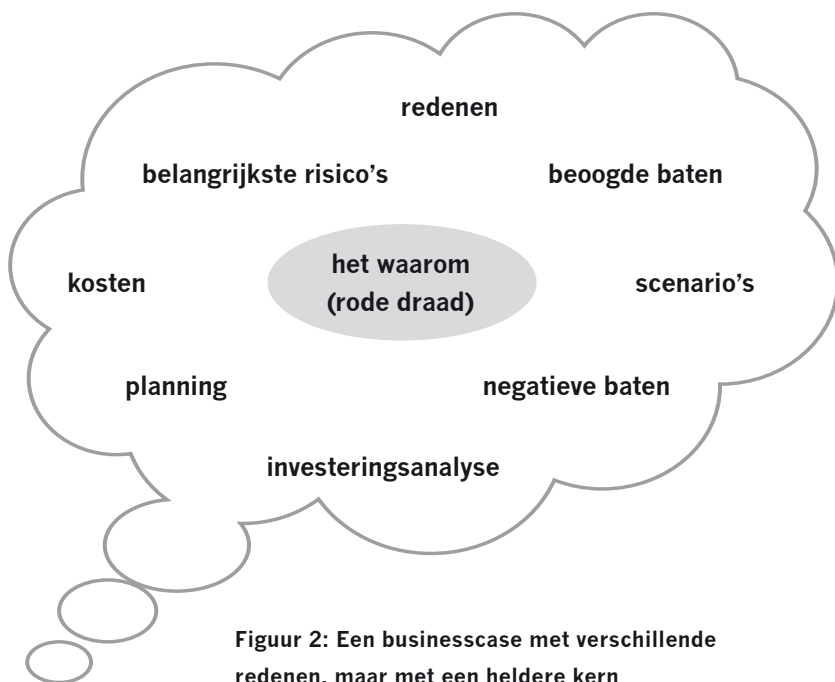 redenen
belangrijkste risico's
beoogde baten
het waarom
(rode draad)
kosten
scenario's
planning
negatieve baten
investeringsanalyse
Figuur 2: Een businesscase met verschillende
redenen, maar met een heldere kern